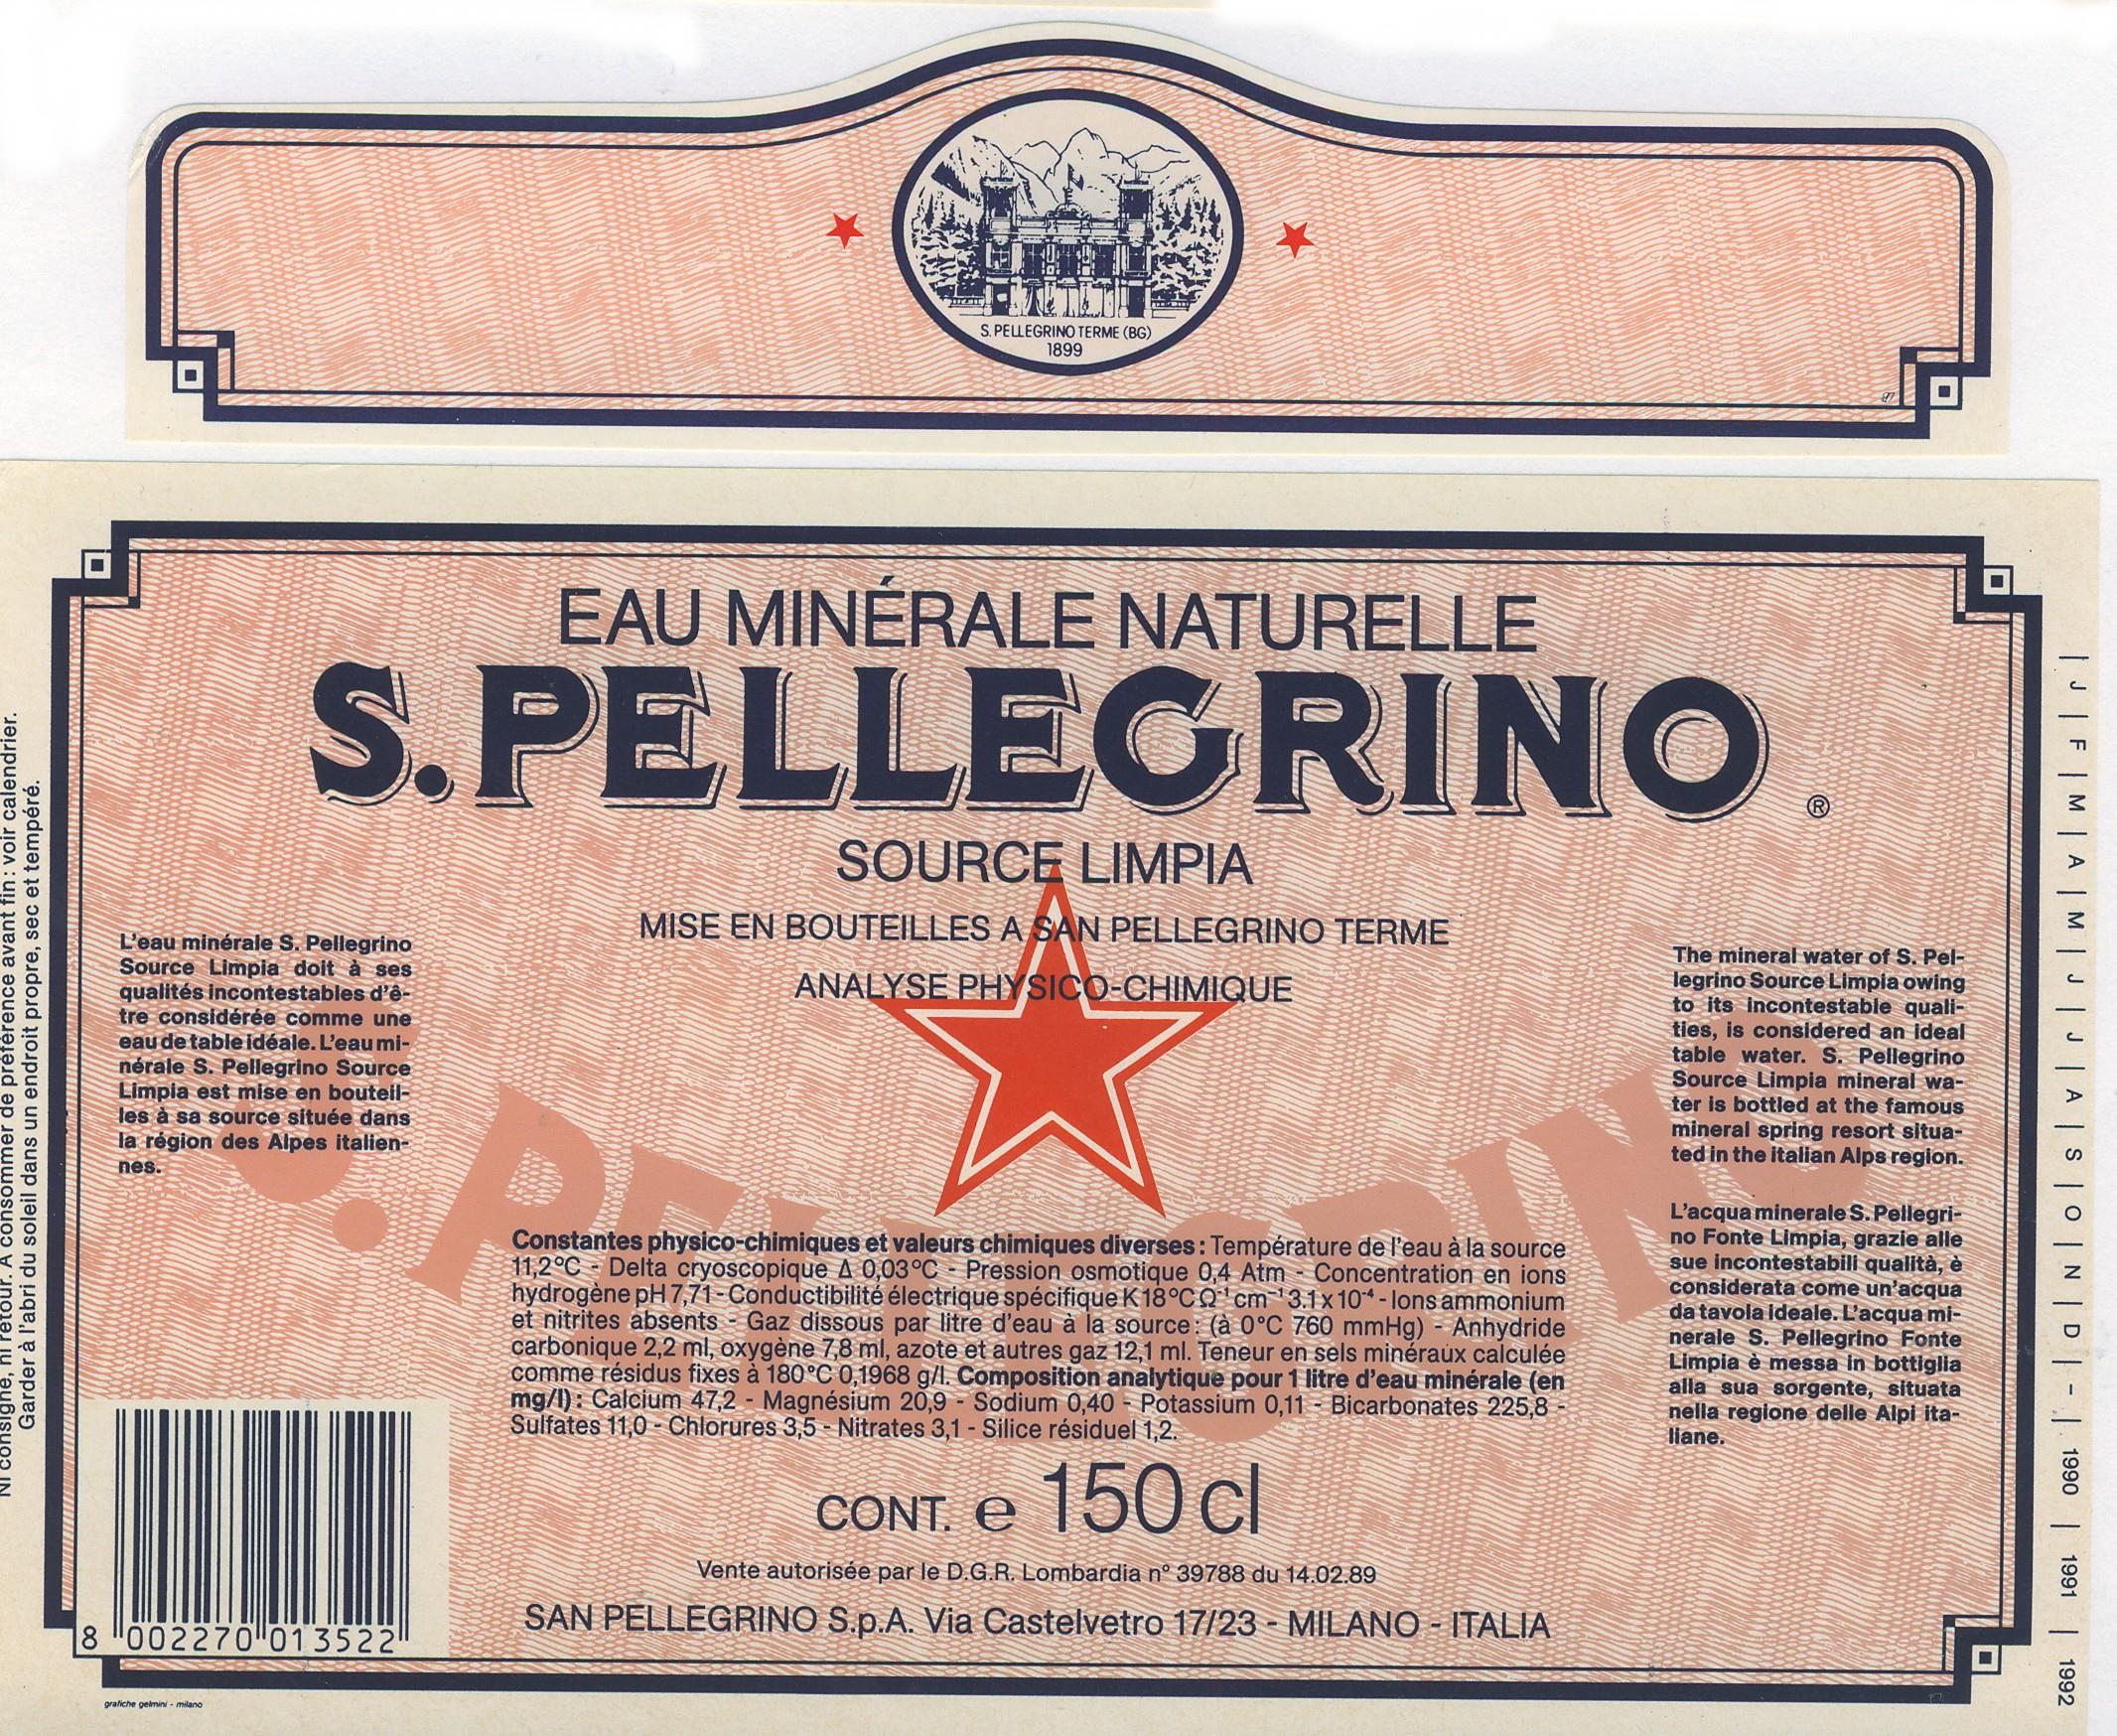 S. PELLEGRINO TERME (BG)
1899
EAU MINÉRALE NATURELLE
S.PELLEGRINO ®
SOURCE LIMPIA
MISE EN BOUTEILLES A SAN PELLEGRINO TERME
ANALYSE PHYSICO-CHIMIQUE
L'eau minérale S. Pellegrino
Source Limpia doit à ses
qualités incontestables d'ê-
tre considérée comme une
eau de table idéale. L'eau mi-
nérale S. Pellegrino Source
Limpia est mise en bouteil-
les à sa source située dans
la région des Alpes italien-
nes.
The mineral water of S. Pel-
legrino Source Limpia owing
to its incontestable quali-
ties, is considered an ideal
table water. S. Pellegrino
Source Limpia mineral wa-
ter is bottled at the famous
mineral spring resort situa-
ted in the italian Alps region.
L'acqua minerale S. Pellegri-
no Fonte Limpia, grazie alle
sue incontestabili qualità, è
considerata come un'acqua
da tavola ideale. L'acqua mi-
nerale S. Pellegrino Fonte
Limpia è messa in bottiglia
alla sua sorgente, situata
nella regione delle Alpi ita-
liane.
S.PELLEGRINO
Constantes physico-chimiques et valeurs chimiques diverses : Température de l'eau à la source
11,2°C - Delta cryoscopique Δ 0,03°C - Pression osmotique 0,4 Atm - Concentration en ions
hydrogène pH 7,71 - Conductibilité électrique spécifique K 18°C Ω⁻¹ cm⁻¹ 3.1 x 10⁻⁴ - Ions ammonium
et nitrites absents - Gaz dissous par litre d'eau à la source : (à 0°C 760 mmHg) - Anhydride
carbonique 2,2 ml, oxygène 7,8 ml, azote et autres gaz 12,1 ml. Teneur en sels minéraux calculée
comme résidus fixes à 180°C 0,1968 g/l. Composition analytique pour 1 litre d'eau minérale (en
mg/l) : Calcium 47,2 - Magnésium 20,9 - Sodium 0,40 - Potassium 0,11 - Bicarbonates 225,8 -
Sulfates 11,0 - Chlorures 3,5 - Nitrates 3,1 - Silice résiduel 1,2.
CONT. e 150 cl
Vente autorisée par le D.G.R. Lombardia n° 39788 du 14.02.89
SAN PELLEGRINO S.p.A. Via Castelvetro 17/23 - MILANO - ITALIA
8 002270 013522
grafiche gelmini - milano
Ni consigne, ni retour. A consommer de préférence avant fin : voir calendrier.
Garder à l'abri du soleil dans un endroit propre, sec et tempéré.
| J | F | M | A | M | J | J | A | S | O | N | D | - | 1990 | 1991 | 1992